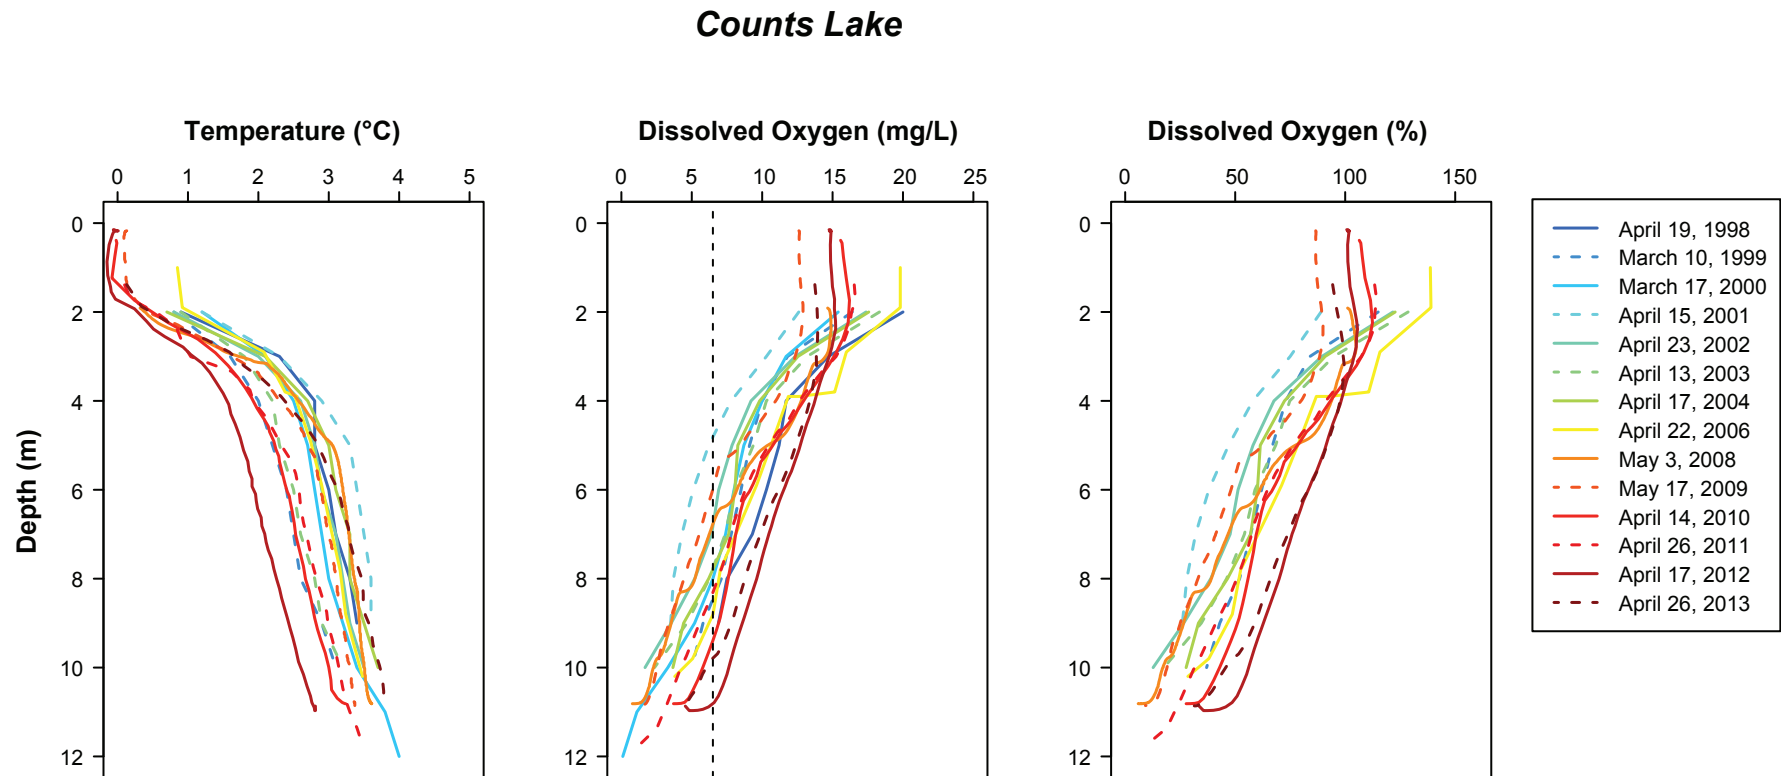 Counts Lake
Temperature (°C)
Dissolved Oxygen (mg/L)
Dissolved Oxygen (%)
0 1 2 3 4 5
0 5 10 15 20 25
0 50 100 150
Depth (m)
0
2
4
6
8
10
12
0
2
4
6
8
10
12
0
2
4
6
8
10
12
April 19, 1998
March 10, 1999
March 17, 2000
April 15, 2001
April 23, 2002
April 13, 2003
April 17, 2004
April 22, 2006
May 3, 2008
May 17, 2009
April 14, 2010
April 26, 2011
April 17, 2012
April 26, 2013